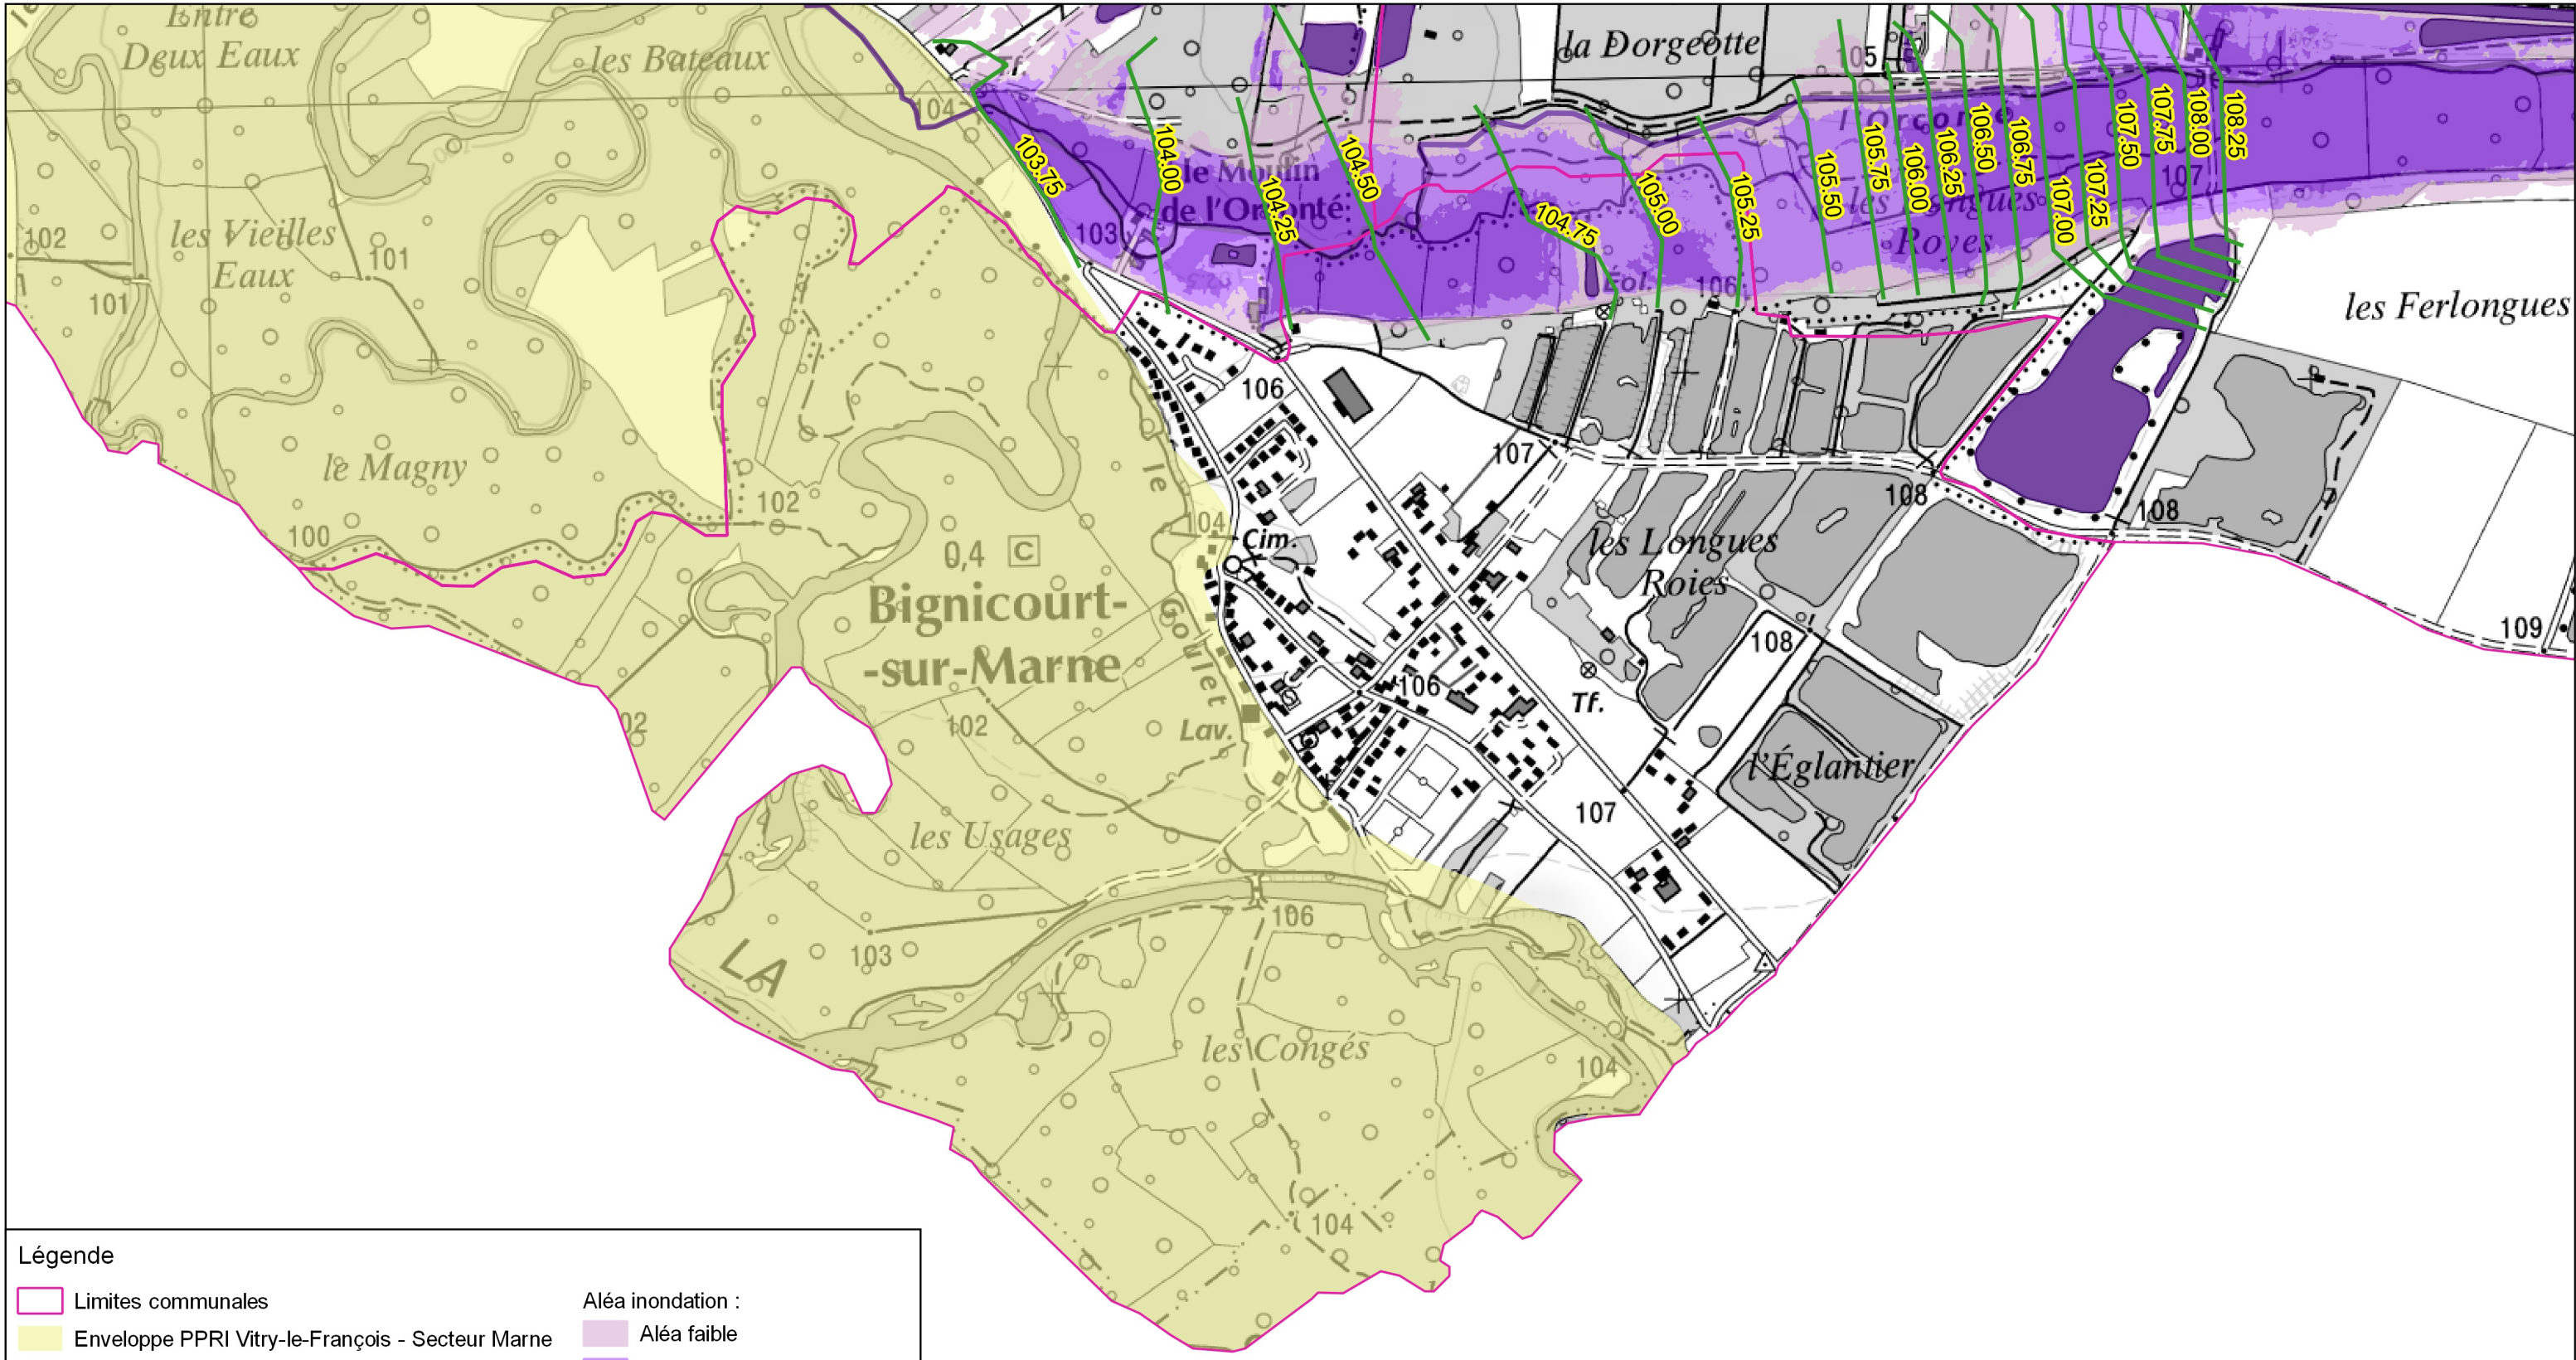 Entre
Deux Eaux
les Bateaux
la Dorgeotte
105
104
l'Orconté
103.75
104.00
104.25
104.50
104.75
105.00
105.25
105.50
105.75
106.00
106.25
106.50
106.75
107.00
107.25
107.50
107.75
108.00
108.25
le Moulin
de l'Orconté
les Longues
Royes
107
103
les Vieilles
Eaux
102
101
101
Éol.
106
les Ferlongues
106
107
le Magny
100
102
108
108
104
Cim.
les Longues
Roies
0,4
C
Bignicourt-
-sur-Marne
le
Goulet
108
109
106
Tf.
02
102
Lav.
l'Églantier
107
les Usages
106
103
LA
les Congés
104
104
Légende
Limites communales
Enveloppe PPRI Vitry-le-François - Secteur Marne
Aléa inondation :
Aléa faible